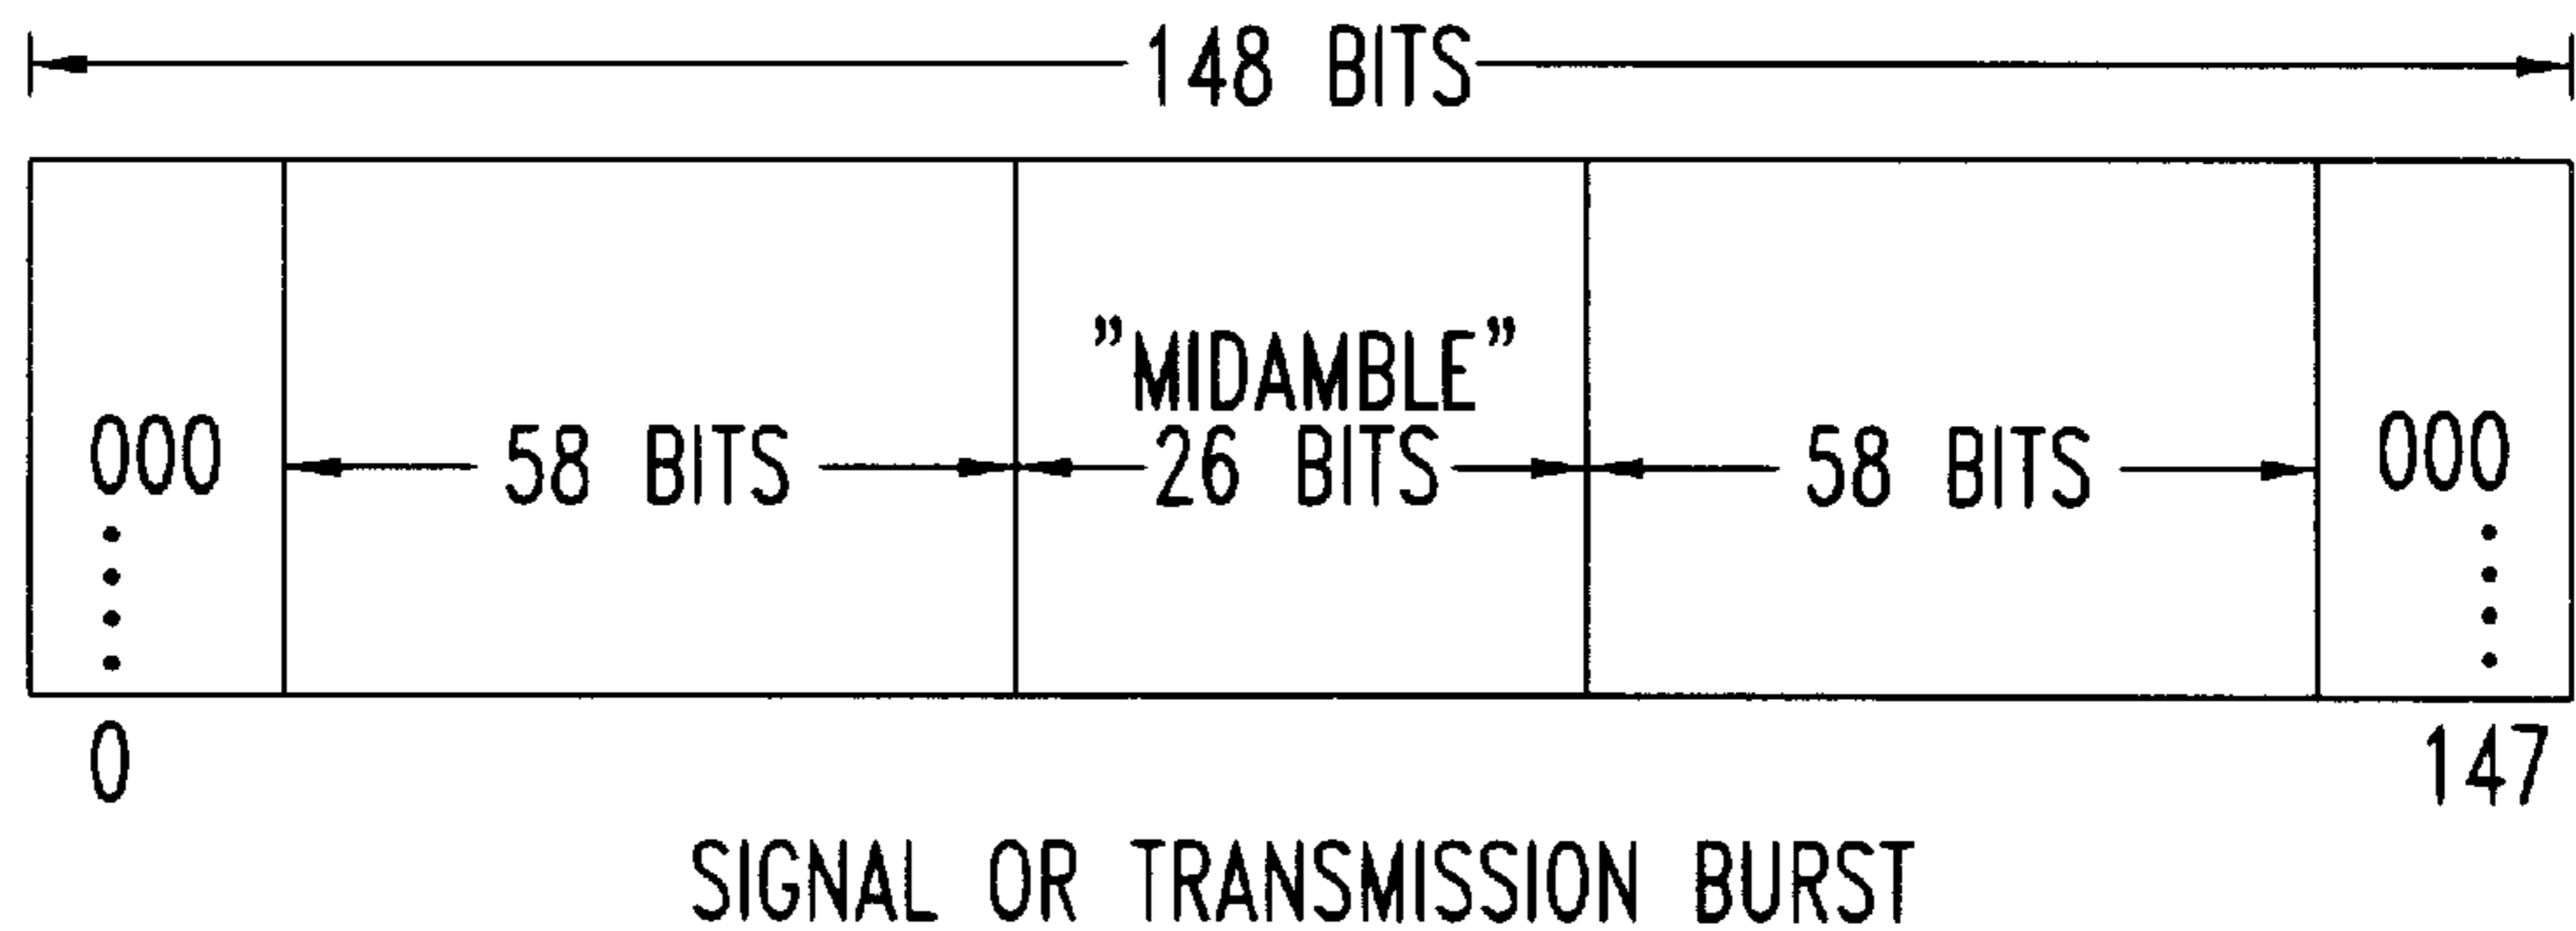 148 BITS
"MIDAMBLE"
000 58 BITS 26 BITS 58 BITS 000
0 147
SIGNAL OR TRANSMISSION BURST